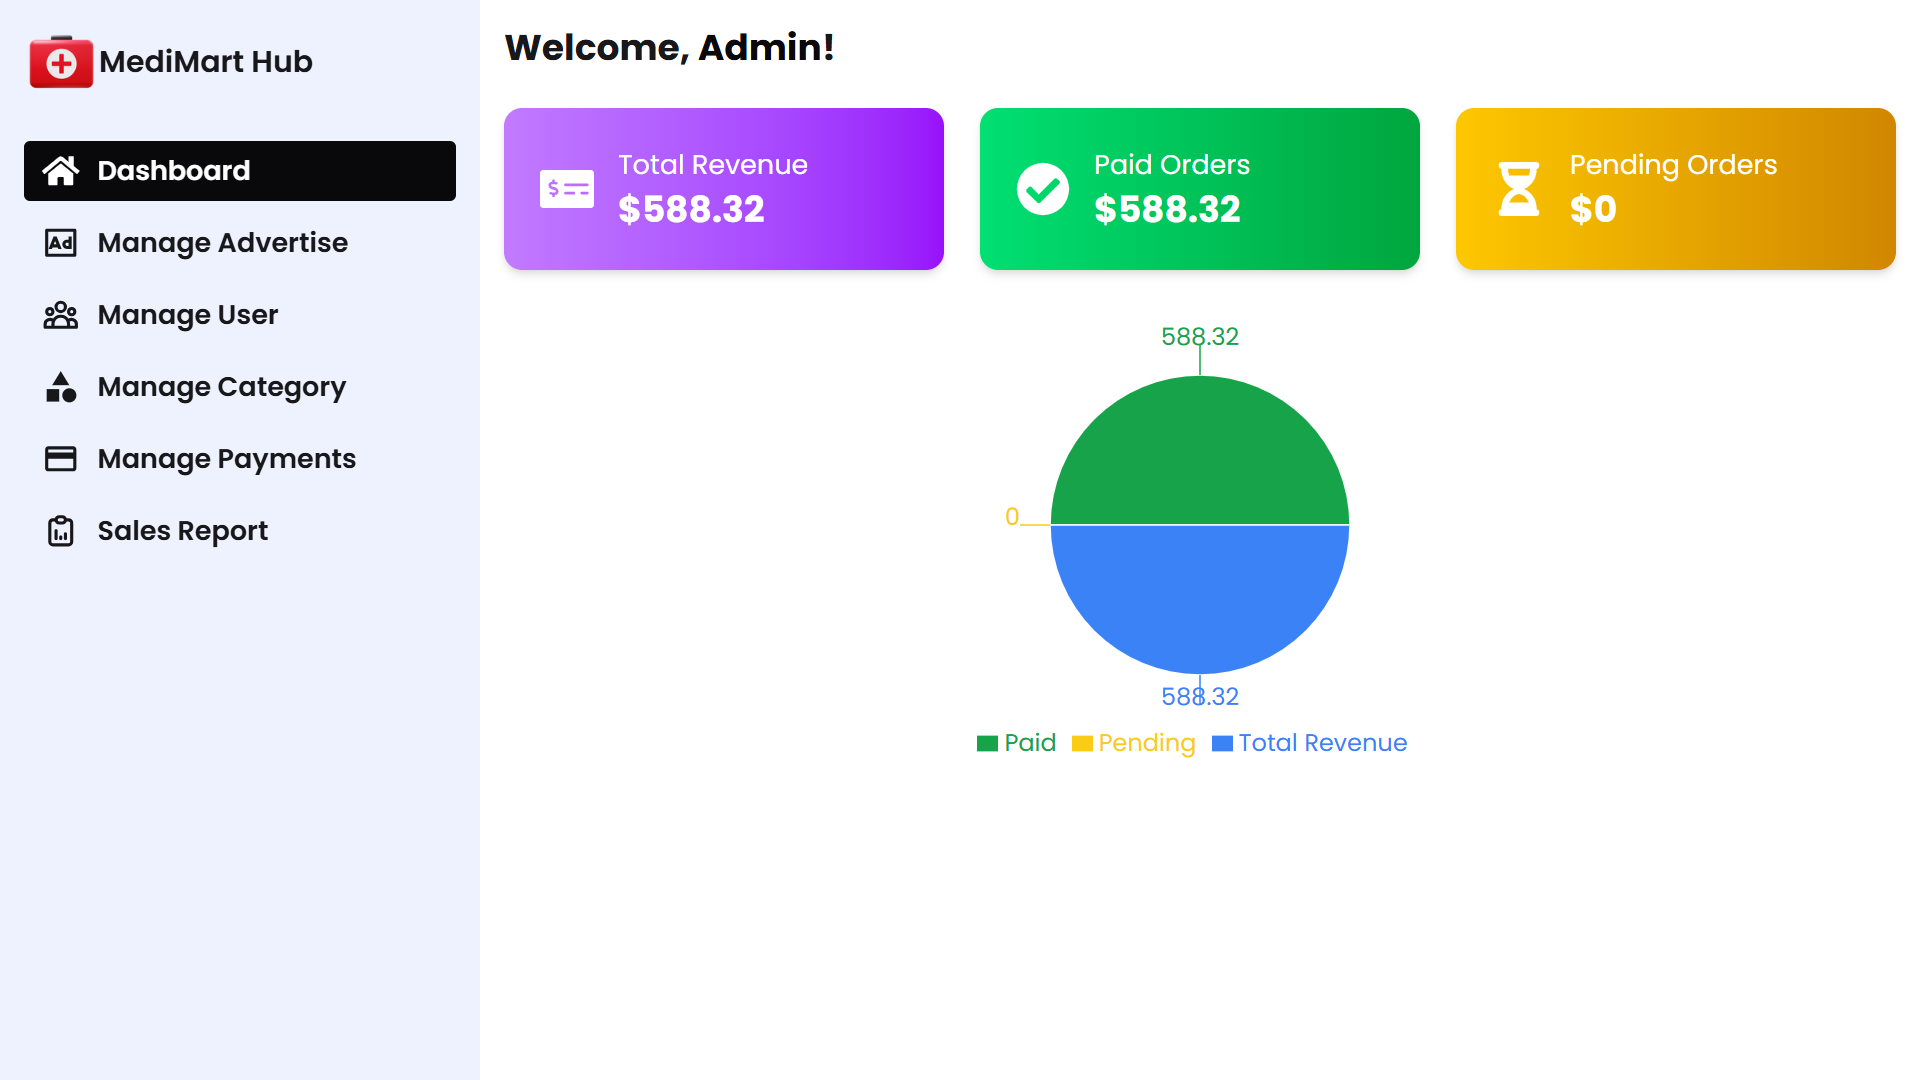 MediMart Hub
Dashboard
Ad
Manage Advertise
Manage User
Manage Category
Manage Payments
Sales Report
Welcome, Admin!
$
Total Revenue
$588.32
Paid Orders
$588.32
Pending Orders
$0
588.32
0
588.32
Paid
Pending
Total Revenue